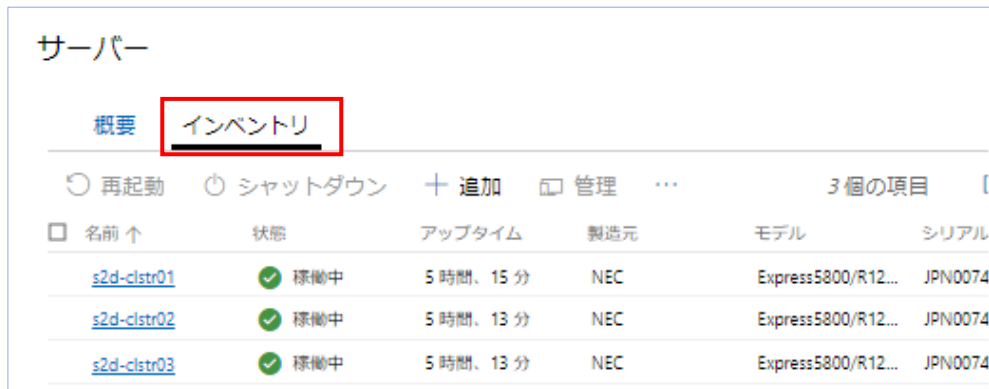 サーバー
概要 インベントリ
再起動 シャットダウン 追加 管理 … 3 個の項目
名前 ↑ 状態 アップタイム 製造元 モデル シリアル
s2d-clstr01 稼働中 5 時間、15 分 NEC Express5800/R12... JPN0074
s2d-clstr02 稼働中 5 時間、13 分 NEC Express5800/R12... JPN0074
s2d-clstr03 稼働中 5 時間、13 分 NEC Express5800/R12... JPN0074